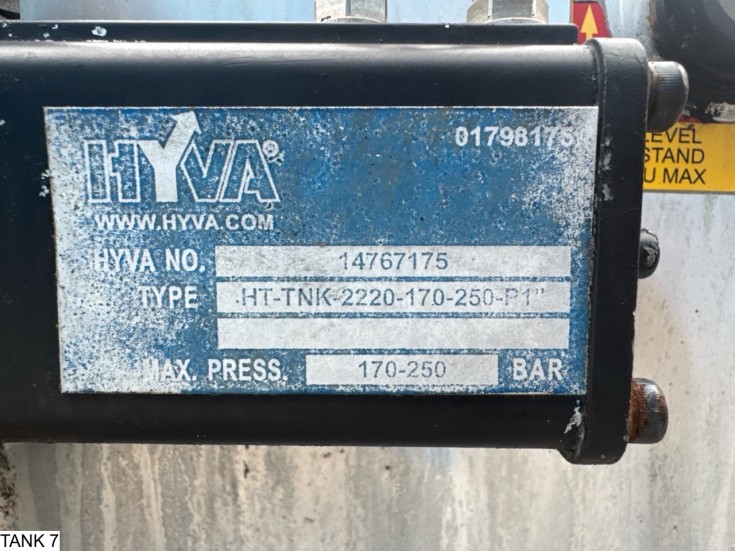 HYVA®
01798175
WWW.HYVA.COM
HYVA NO. 14767175
TYPE HT-TNK-2220-170-250-P1"
MAX. PRESS. 170-250 BAR
LEVEL
STAND
U MAX
TANK 7